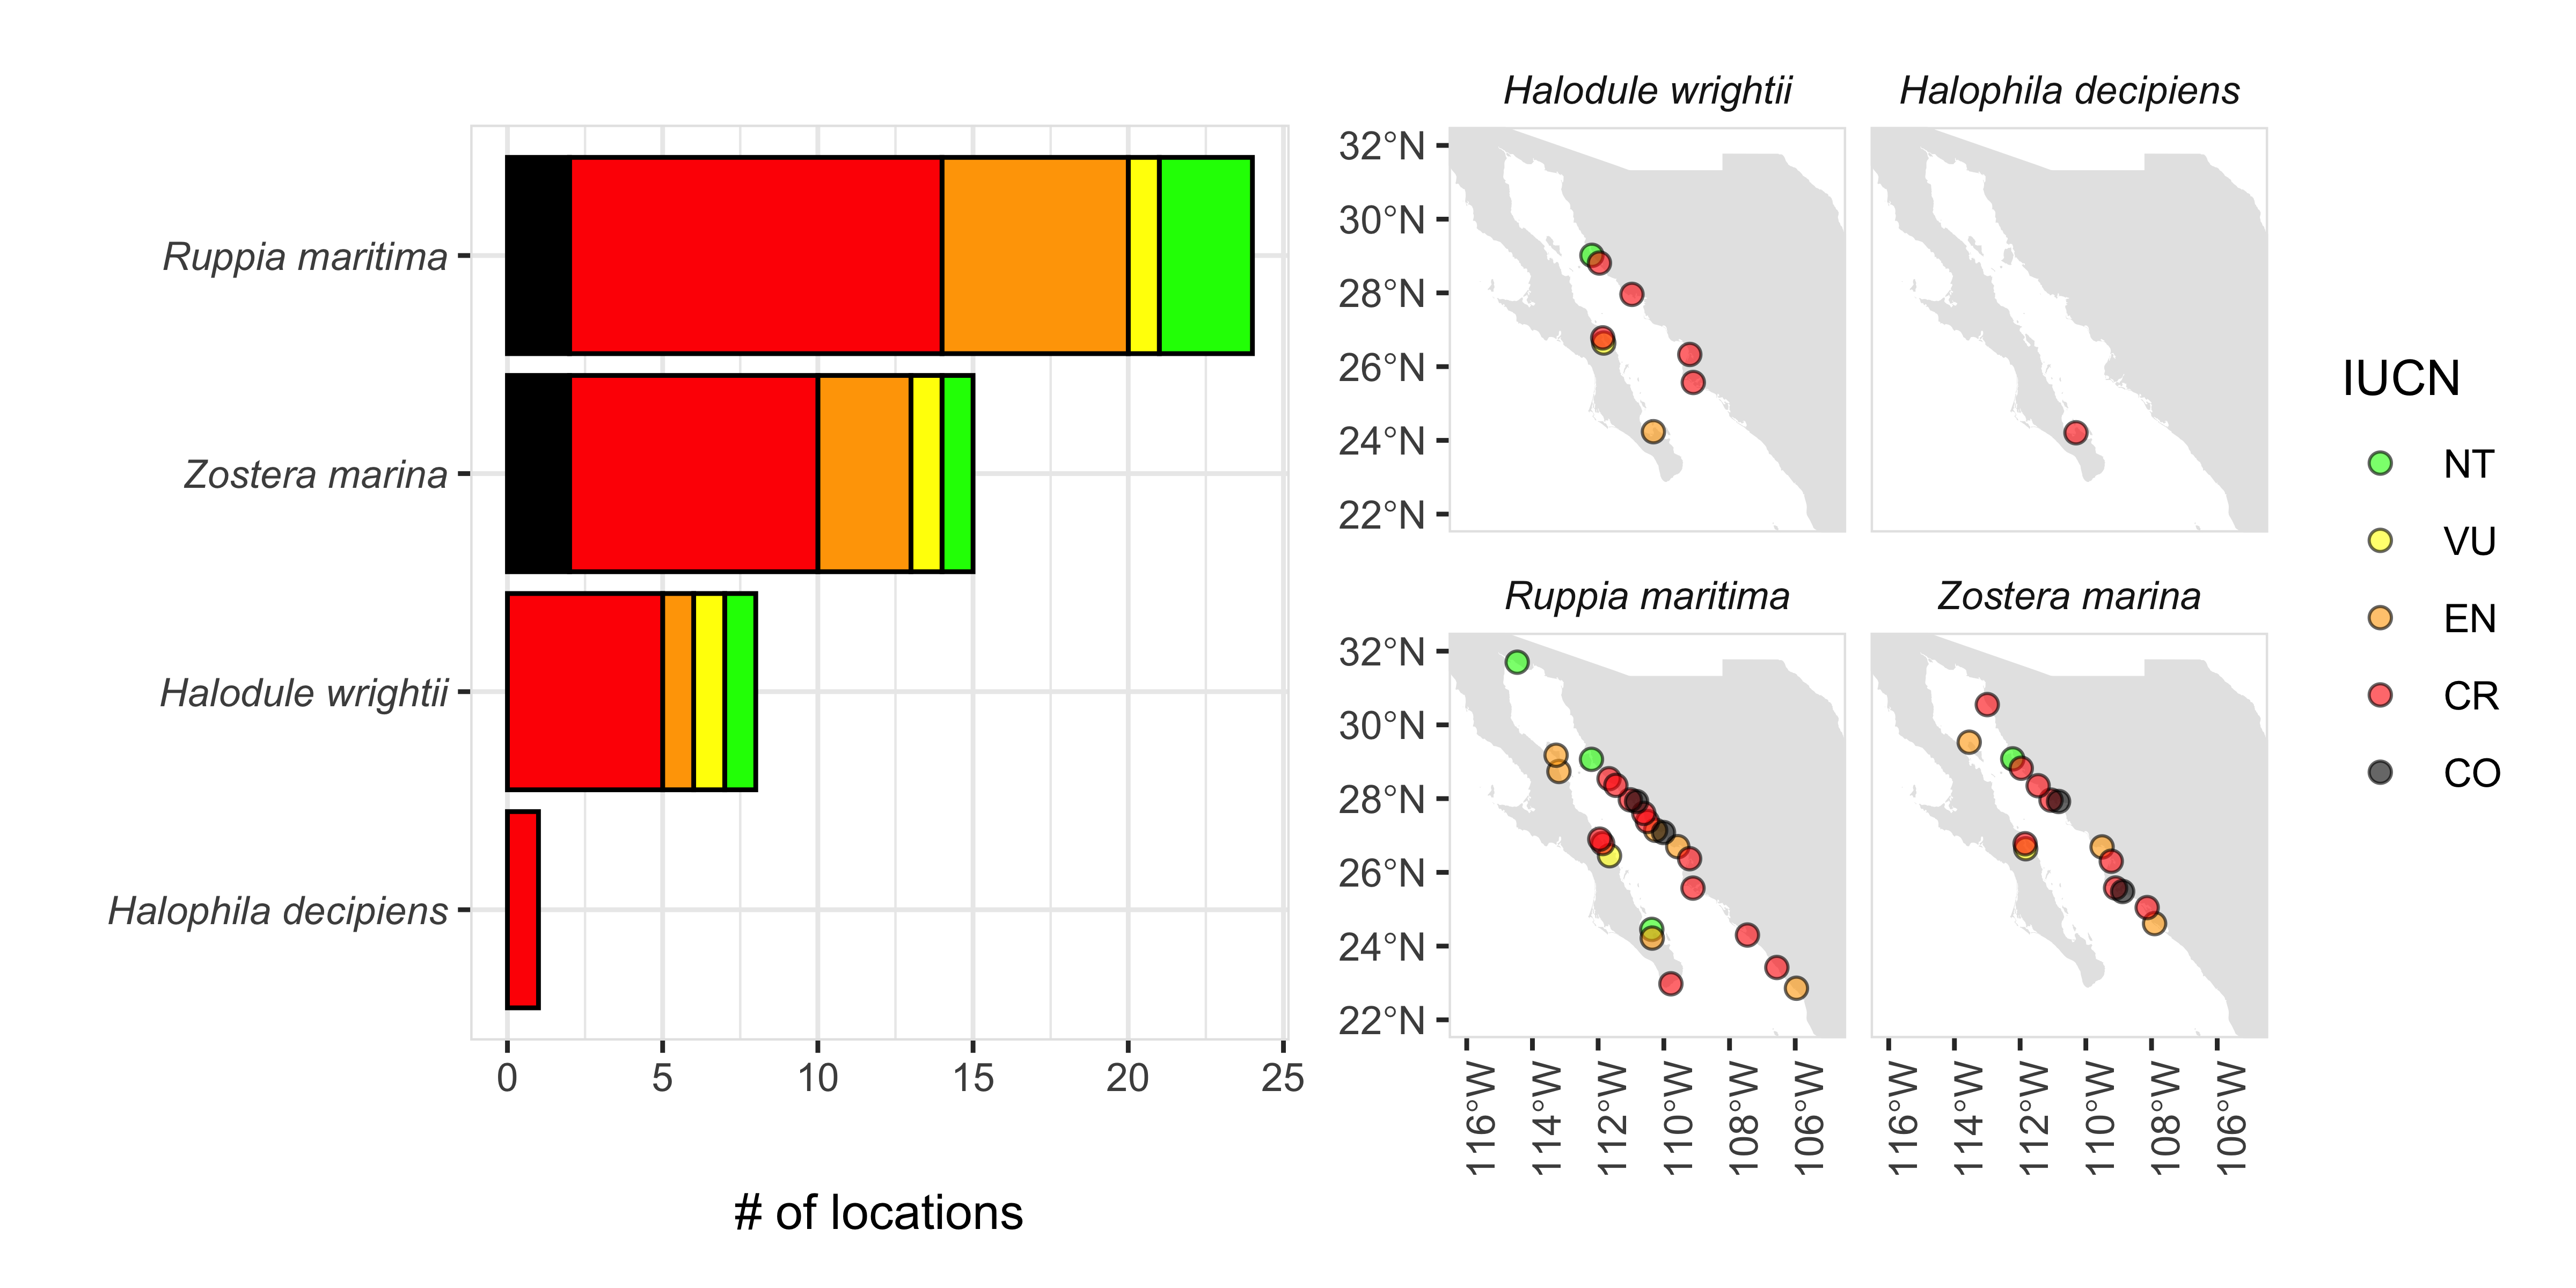 Ruppia maritima
Zostera marina
Halodule wrightii
Halophila decipiens
0 5 10 15 20 25
# of locations
Halodule wrightii Halophila decipiens
32°N
30°N
28°N
26°N
24°N
22°N
Ruppia maritima Zostera marina
32°N
30°N
28°N
26°N
24°N
22°N
116°W 114°W 112°W 110°W 108°W 106°W 116°W 114°W 112°W 110°W 108°W 106°W
IUCN
NT
VU
EN
CR
CO